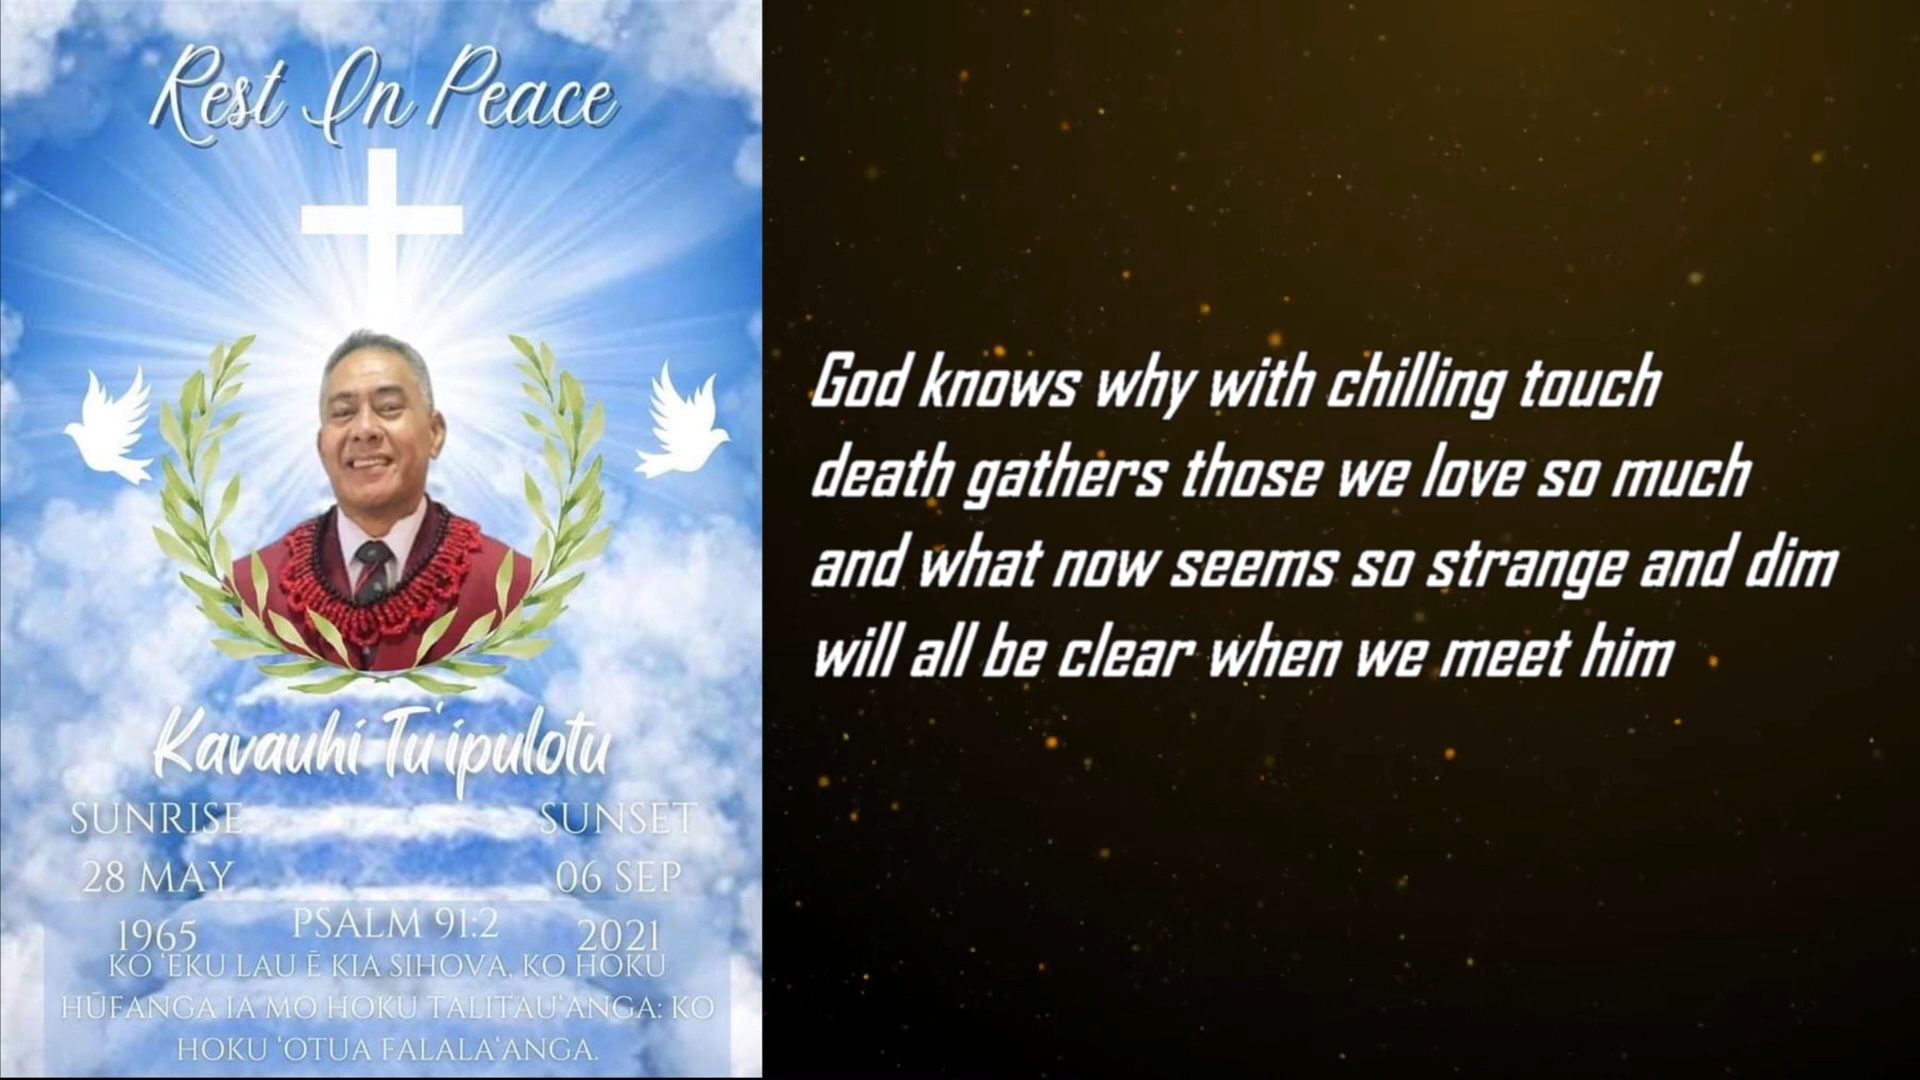 Rest In Peace
Kavauhi Tu‘ipulotu
SUNRISE
28 MAY
1965
SUNSET
06 SEP
2021
PSALM 91:2
KO ‘EKU LAU Ē KIA SIHOVA, KO HOKU
HŪFANGA IA MO HOKU TALITAU‘ANGA: KO
HOKU ‘OTUA FALALA‘ANGA.
God knows why with chilling touch
death gathers those we love so much
and what now seems so strange and dim
will all be clear when we meet him